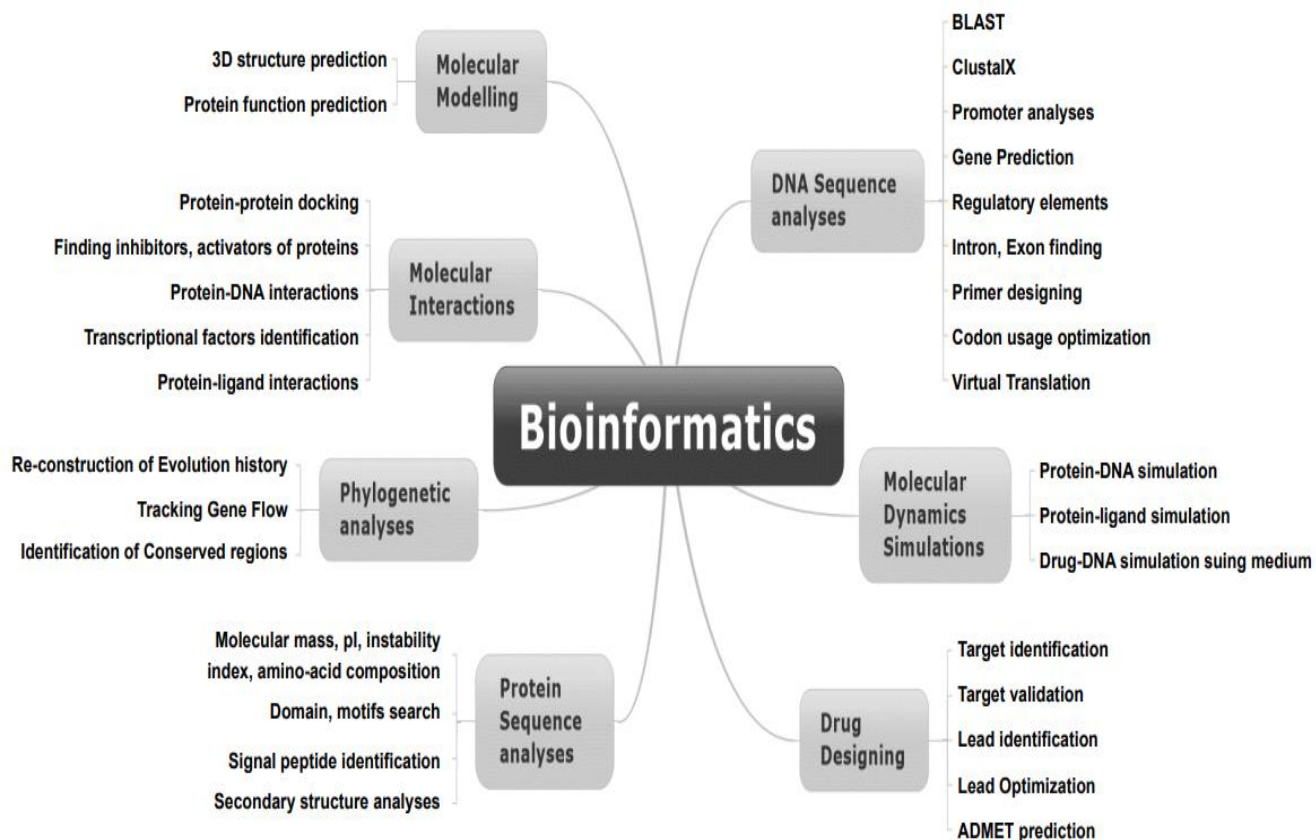 Bioinformatics
Molecular
Modelling
3D structure prediction
Protein function prediction
Molecular
Interactions
Protein-protein docking
Finding inhibitors, activators of proteins
Protein-DNA interactions
Transcriptional factors identification
Protein-ligand interactions
Phylogenetic
analyses
Re-construction of Evolution history
Tracking Gene Flow
Identification of Conserved regions
Protein
Sequence
analyses
Molecular mass, pI, instability
index, amino-acid composition
Domain, motifs search
Signal peptide identification
Secondary structure analyses
DNA Sequence
analyses
BLAST
ClustalX
Promoter analyses
Gene Prediction
Regulatory elements
Intron, Exon finding
Primer designing
Codon usage optimization
Virtual Translation
Molecular
Dynamics
Simulations
Protein-DNA simulation
Protein-ligand simulation
Drug-DNA simulation suing medium
Drug
Designing
Target identification
Target validation
Lead identification
Lead Optimization
ADMET prediction